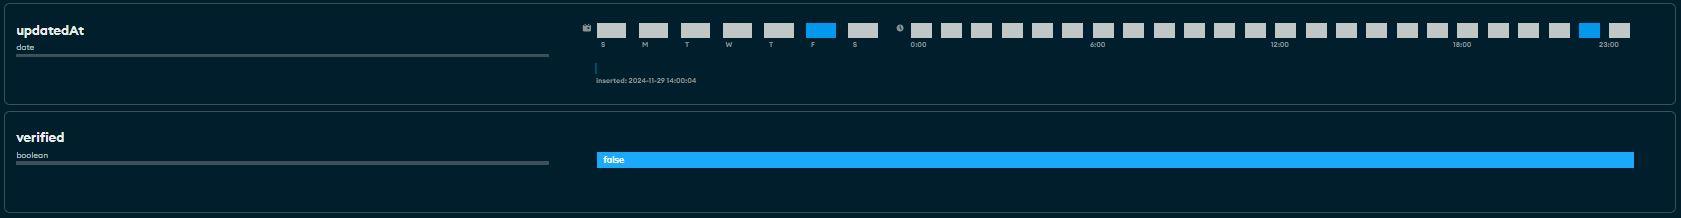 updatedAt
date
S M T W T F S
0:00 6:00 12:00 18:00 23:00
inserted: 2024-11-29 14:00:04
verified
boolean
false